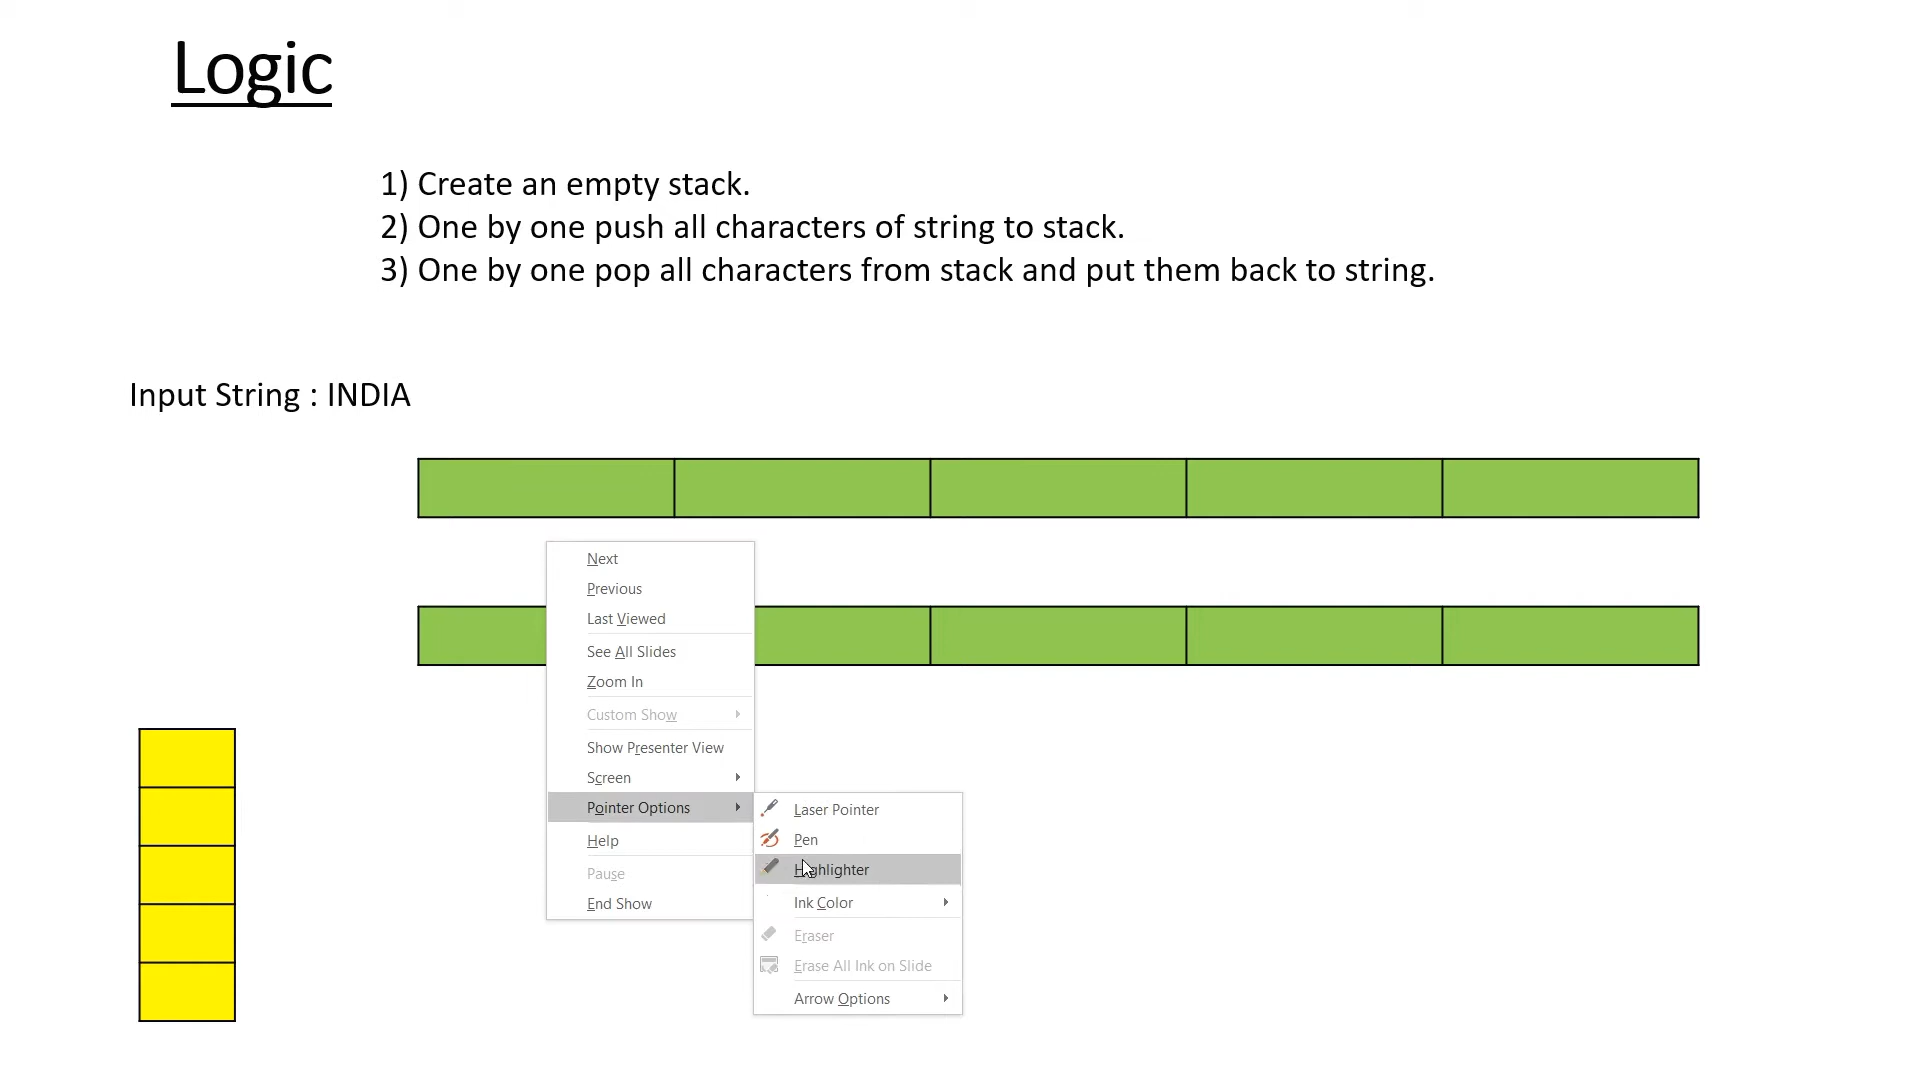 Logic
1) Create an empty stack.
2) One by one push all characters of string to stack.
3) One by one pop all characters from stack and put them back to string.
Input String : INDIA
Next
Previous
Last Viewed
See All Slides
Zoom In
Custom Show
Show Presenter View
Screen
Pointer Options
Help
Pause
End Show
Laser Pointer
Pen
Highlighter
Ink Color
Eraser
Erase All Ink on Slide
Arrow Options